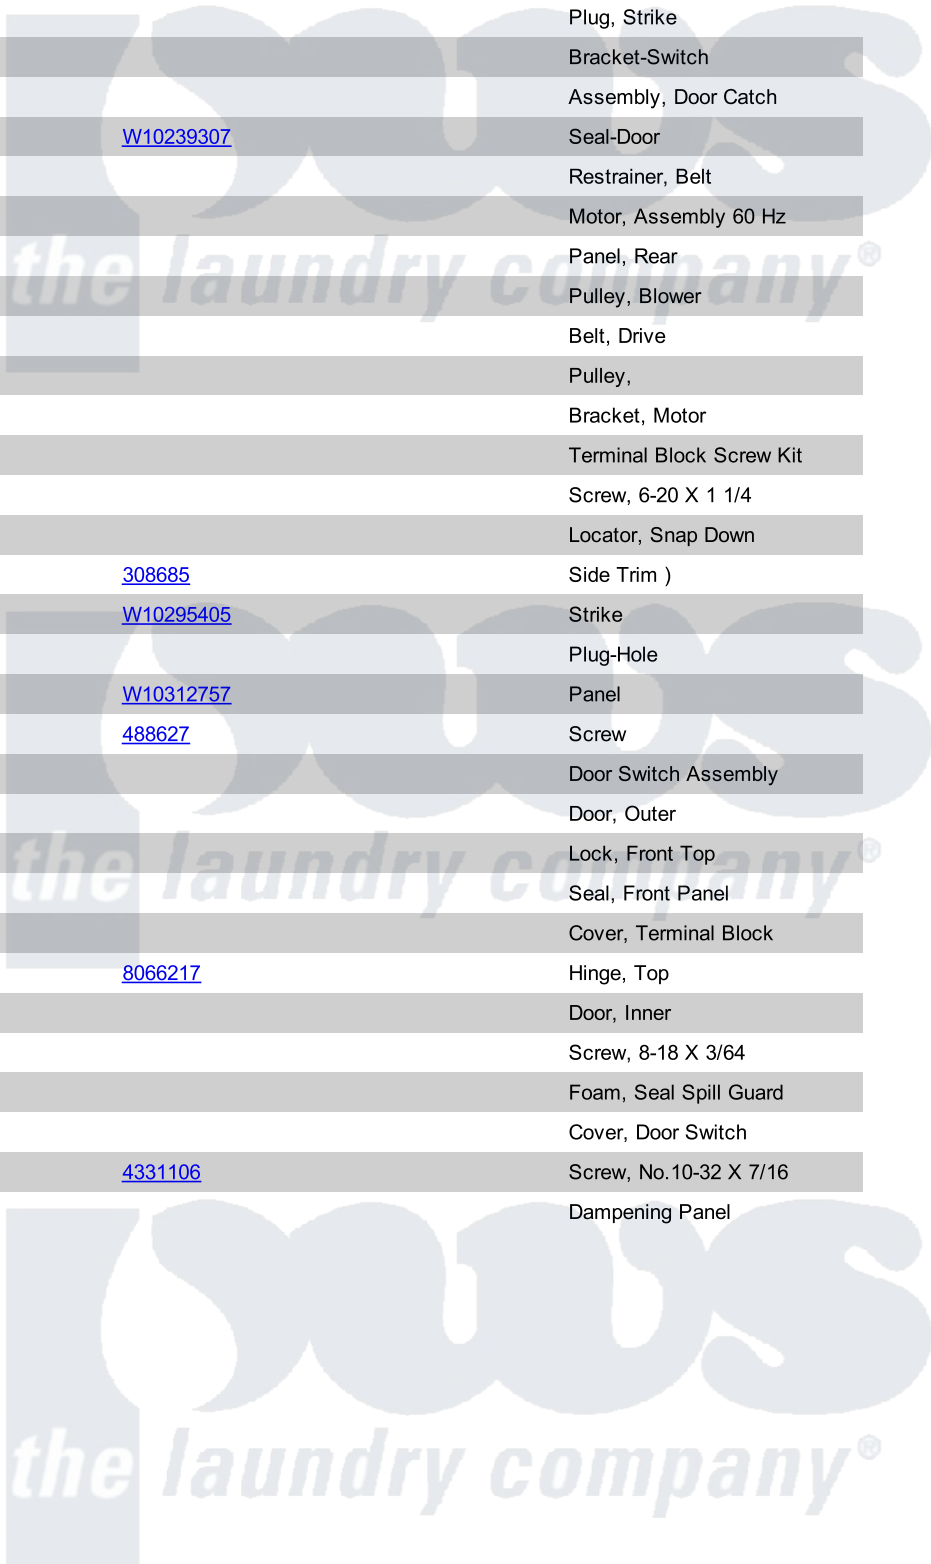 Plug, Strike
Bracket-Switch
Assembly, Door Catch
W10239307 Seal-Door
Restrainer, Belt
Motor, Assembly 60 Hz
Panel, Rear
Pulley, Blower
Belt, Drive
Pulley,
Bracket, Motor
Terminal Block Screw Kit
Screw, 6-20 X 1 1/4
Locator, Snap Down
308685 Side Trim )
W10295405 Strike
Plug-Hole
W10312757 Panel
488627 Screw
Door Switch Assembly
Door, Outer
Lock, Front Top
Seal, Front Panel
Cover, Terminal Block
8066217 Hinge, Top
Door, Inner
Screw, 8-18 X 3/64
Foam, Seal Spill Guard
Cover, Door Switch
4331106 Screw, No.10-32 X 7/16
Dampening Panel
pws
the laundry company®
pws
the laundry company®
pws
the laundry company®